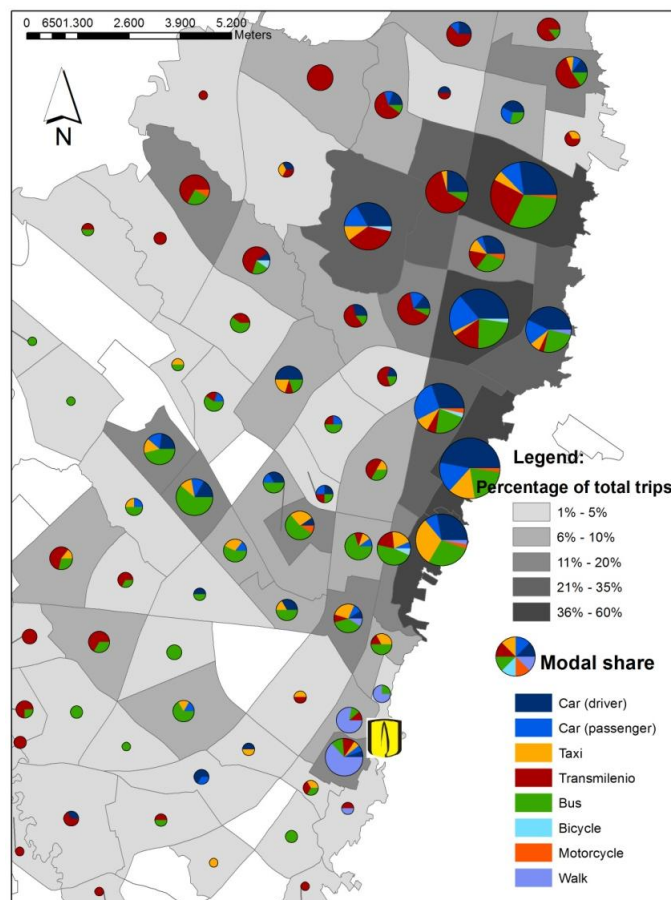 0 6501.300 2.600 3.900 5.200
Meters
N
Legend:
Percentage of total trips
1% - 5%
6% - 10%
11% - 20%
21% - 35%
36% - 60%
Modal share
Car (driver)
Car (passenger)
Taxi
Transmilenio
Bus
Bicycle
Motorcycle
Walk